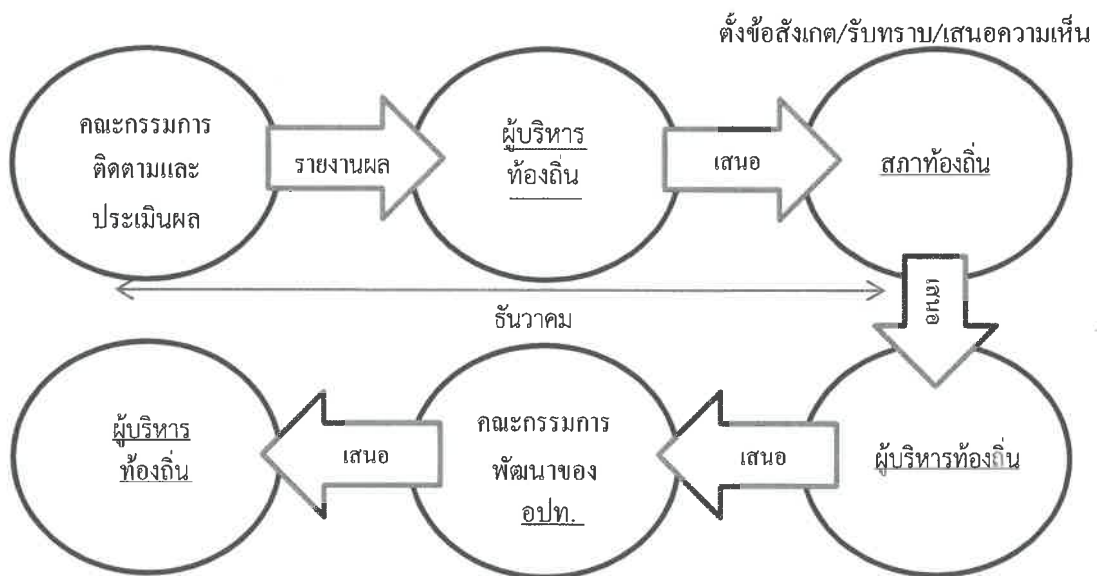 ตั้งข้อสังเกต/รับทราบ/เสนอความเห็น
คณะกรรมการ
ติดตามและ
ประเมินผล
รายงานผล
ผู้บริหาร
ท้องถิ่น
เสนอ
สภาท้องถิ่น
เสนอ
ธันวาคม
ผู้บริหารท้องถิ่น
เสนอ
คณะกรรมการ
พัฒนาของ
อปท.
เสนอ
ผู้บริหาร
ท้องถิ่น